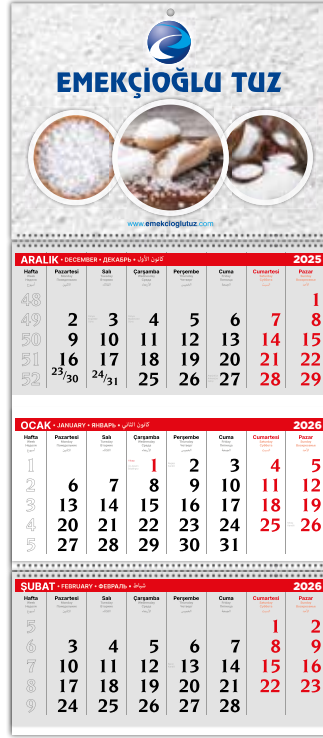 EMEKÇİOĞLU TUZ
www.emekcioglutuz.com
ARALIK • DECEMBER • ДЕКАБРЬ • كانون الأول 2025
Hafta Pazartesi Salı Çarşamba Perşembe Cuma Cumartesi Pazar
48 1
49 2 3 4 5 6 7 8
50 9 10 11 12 13 14 15
51 16 17 18 19 20 21 22
52 23/30 24/31 25 26 27 28 29
OCAK • JANUARY • ЯНВАРЬ • كانون الثاني 2026
Hafta Pazartesi Salı Çarşamba Perşembe Cuma Cumartesi Pazar
1 1 2 3 4 5
2 6 7 8 9 10 11 12
3 13 14 15 16 17 18 19
4 20 21 22 23 24 25 26
5 27 28 29 30 31
ŞUBAT • FEBRUARY • ФЕВРАЛЬ • شباط 2026
Hafta Pazartesi Salı Çarşamba Perşembe Cuma Cumartesi Pazar
5 1 2
6 3 4 5 6 7 8 9
7 10 11 12 13 14 15 16
8 17 18 19 20 21 22 23
9 24 25 26 27 28